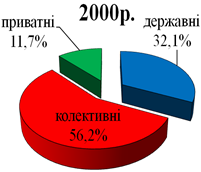 2000р.
приватні
11,7%
державні
32,1%
колективні
56,2%